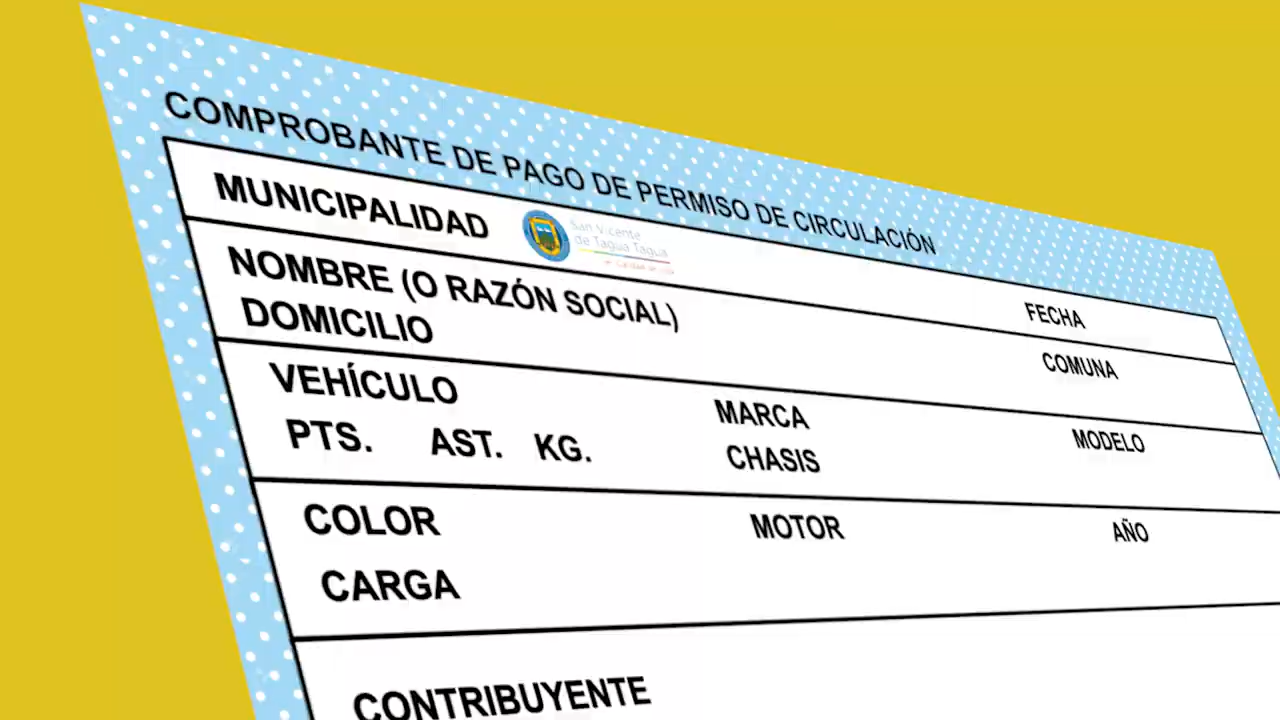 COMPROBANTE DE PAGO DE PERMISO DE CIRCULACIÓN
MUNICIPALIDAD
San Vicente
de Tagua Tagua
FECHA
NOMBRE (O RAZÓN SOCIAL)
DOMICILIO
COMUNA
VEHÍCULO
MARCA
MODELO
PTS. AST. KG.
CHASIS
COLOR
MOTOR
AÑO
CARGA
CONTRIBUYENTE